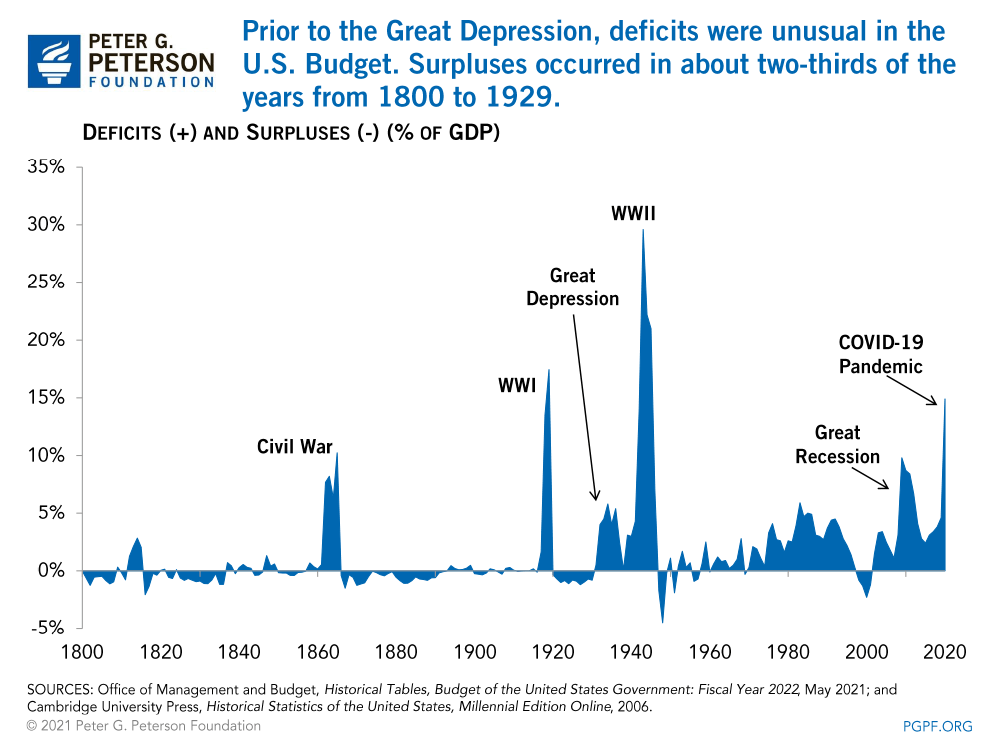 PETER G.
PETERSON
FOUNDATION
Prior to the Great Depression, deficits were unusual in the
U.S. Budget. Surpluses occurred in about two-thirds of the
years from 1800 to 1929.
DEFICITS (+) AND SURPLUSES (-) (% OF GDP)
35%
30%
25%
20%
15%
10%
5%
0%
-5%
WWII
Great
Depression
COVID-19
Pandemic
WWI
Great
Recession
Civil War
1800 1820 1840 1860 1880 1900 1920 1940 1960 1980 2000 2020
SOURCES: Office of Management and Budget, Historical Tables, Budget of the United States Government: Fiscal Year 2022, May 2021; and
Cambridge University Press, Historical Statistics of the United States, Millennial Edition Online, 2006.
© 2021 Peter G. Peterson Foundation
PGPF.ORG